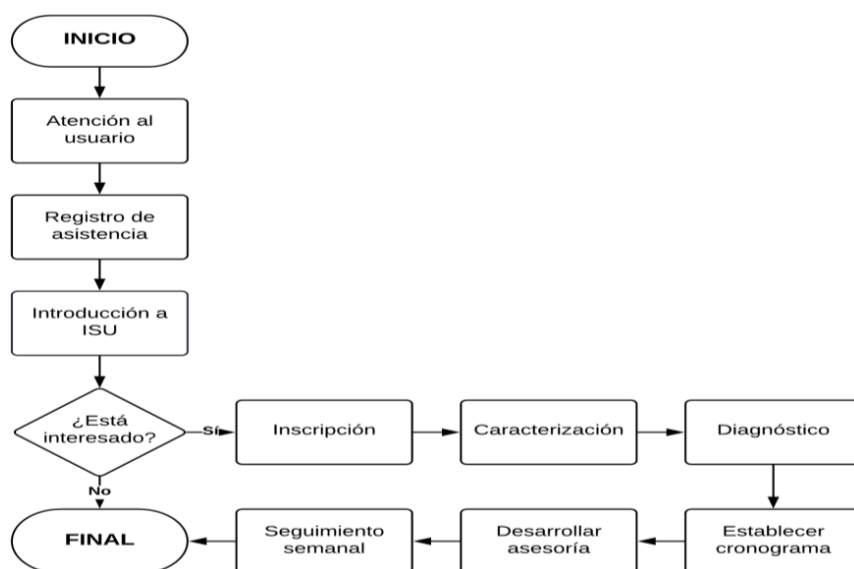 INICIO
Atención al
usuario
Registro de
asistencia
Introducción a
ISU
¿Está
interesado?
Sí
Inscripción
Caracterización
Diagnóstico
No
FINAL
Seguimiento
semanal
Desarrollar
asesoría
Establecer
cronograma